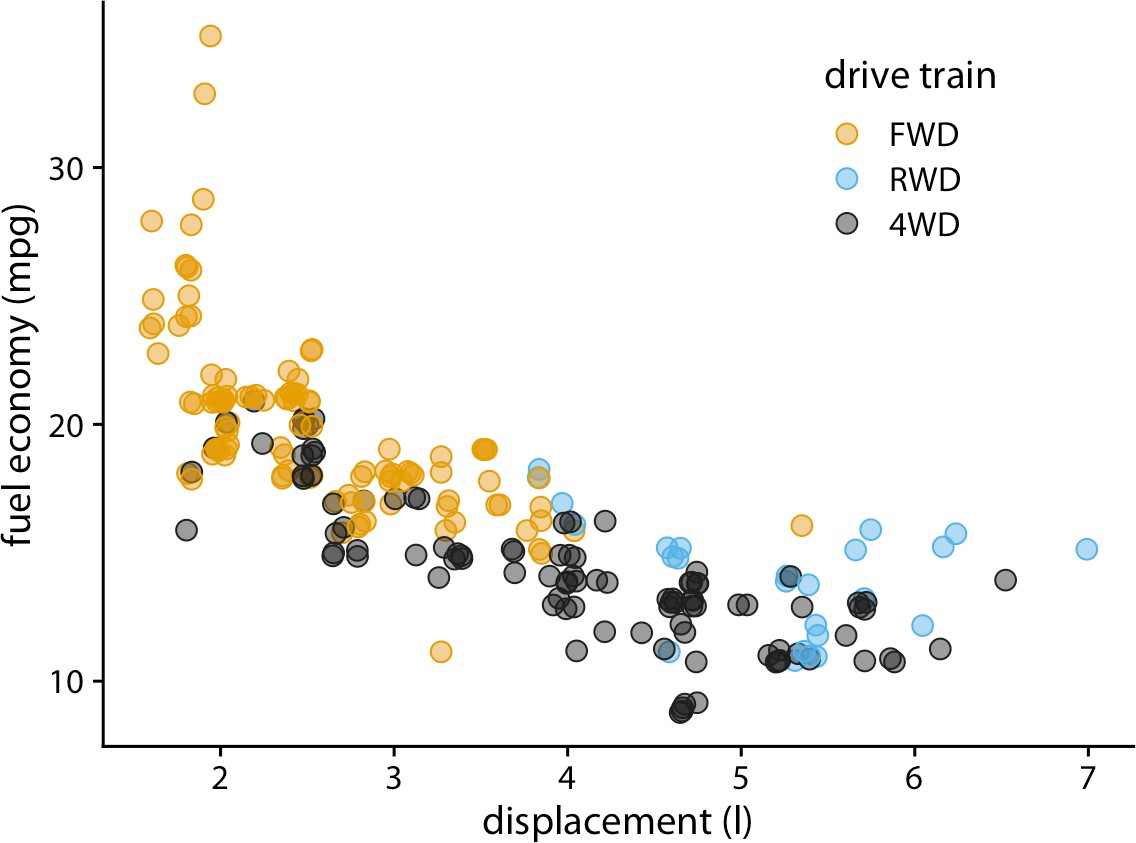 drive train
FWD
RWD
4WD
30
20
10
2 3 4 5 6 7
displacement (l)
fuel economy (mpg)